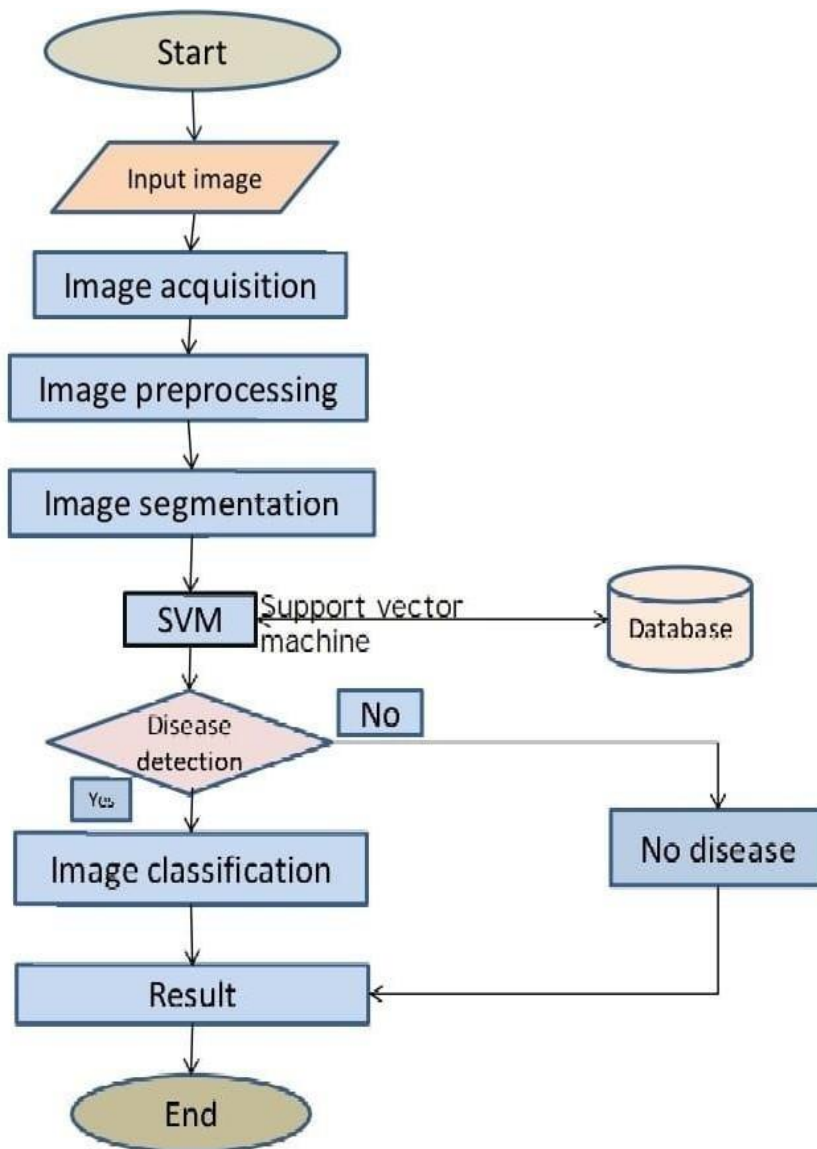 Start
Input image
Image acquisition
Image preprocessing
Image segmentation
SVM
Support vector
machine
Database
Disease
detection
No
Yes
Image classification
No disease
Result
End